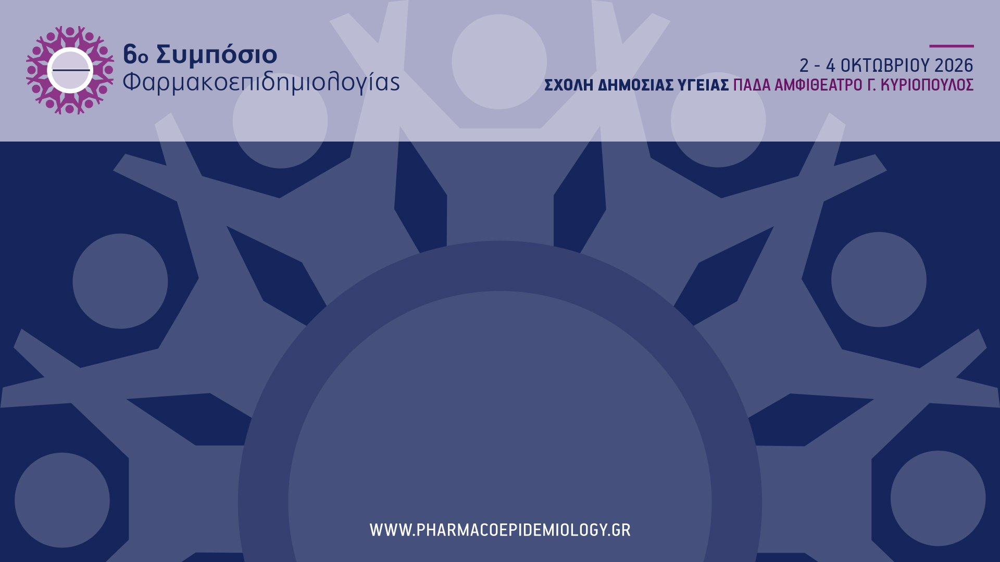 6ο Συμπόσιο
Φαρμακοεπιδημιολογίας
2 - 4 ΟΚΤΩΒΡΙΟΥ 2026
ΣΧΟΛΗ ΔΗΜΟΣΙΑΣ ΥΓΕΙΑΣ ΠΑΔΑ ΑΜΦΙΘΕΑΤΡΟ Γ. ΚΥΡΙΟΠΟΥΛΟΣ
WWW.PHARMACOEPIDEMIOLOGY.GR